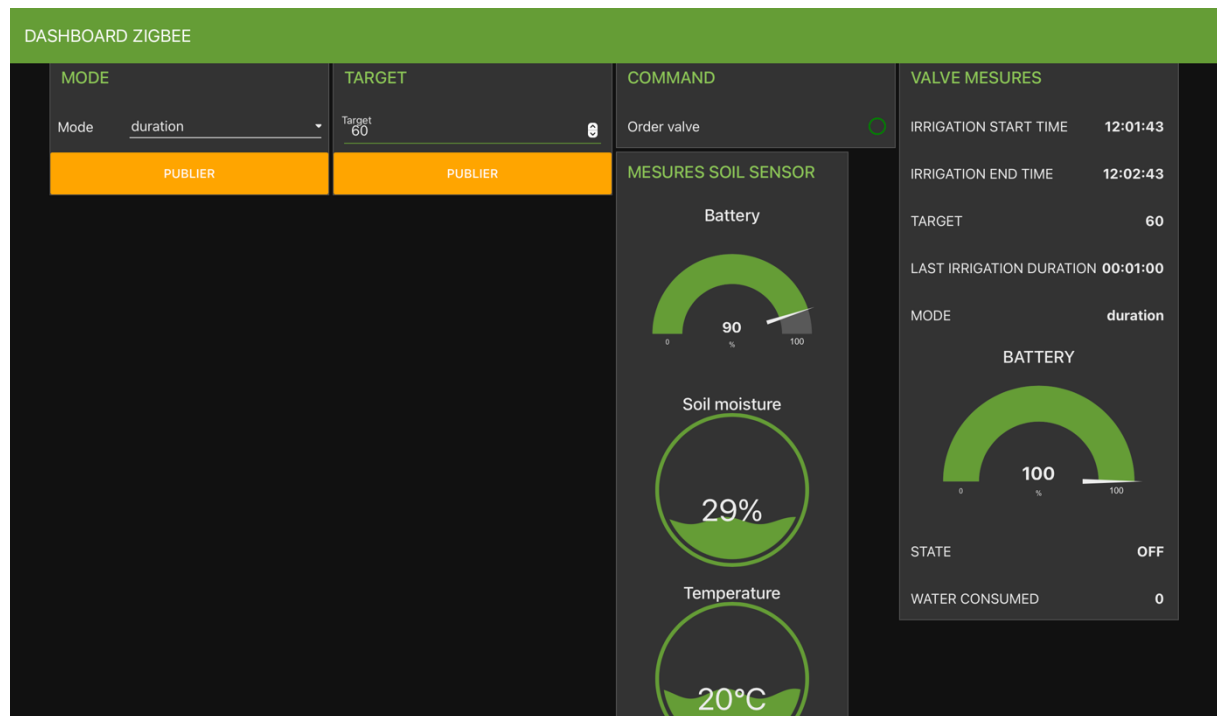 DASHBOARD ZIGBEE
MODE
Mode duration
PUBLIER
TARGET
Target
60
PUBLIER
COMMAND
Order valve
MESURES SOIL SENSOR
Battery
90
%
0 100
Soil moisture
29%
Temperature
20°C
VALVE MESURES
IRRIGATION START TIME 12:01:43
IRRIGATION END TIME 12:02:43
TARGET 60
LAST IRRIGATION DURATION 00:01:00
MODE duration
BATTERY
100
%
0 100
STATE OFF
WATER CONSUMED 0